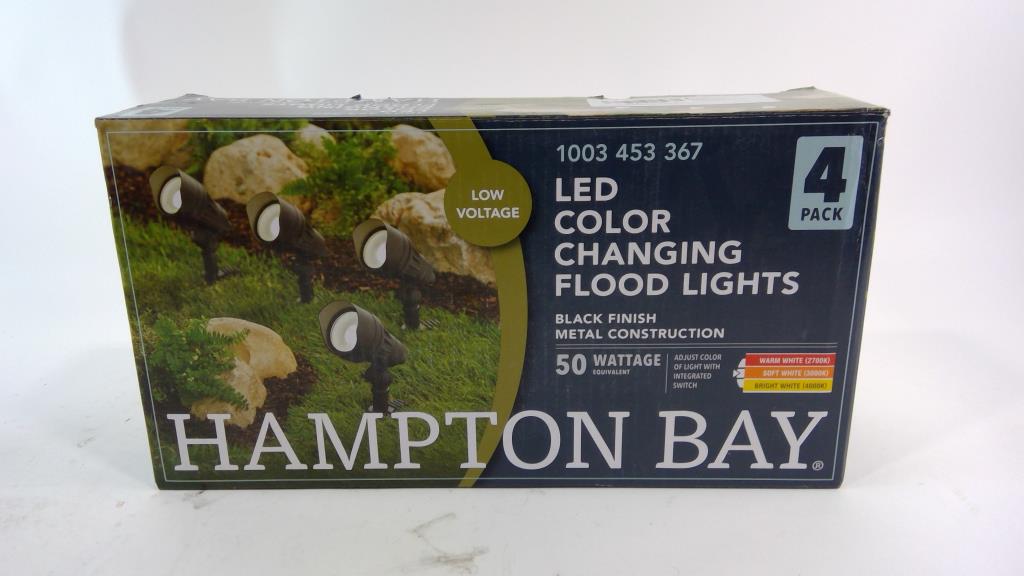 LOW
VOLTAGE
1003 453 367
LED
COLOR
CHANGING
FLOOD LIGHTS
4
PACK
BLACK FINISH
METAL CONSTRUCTION
50 WATTAGE
EQUIVALENT
ADJUST COLOR
OF LIGHT WITH
INTEGRATED
SWITCH
WARM WHITE (2700K)
SOFT WHITE (3000K)
BRIGHT WHITE (4000K)
HAMPTON BAY®